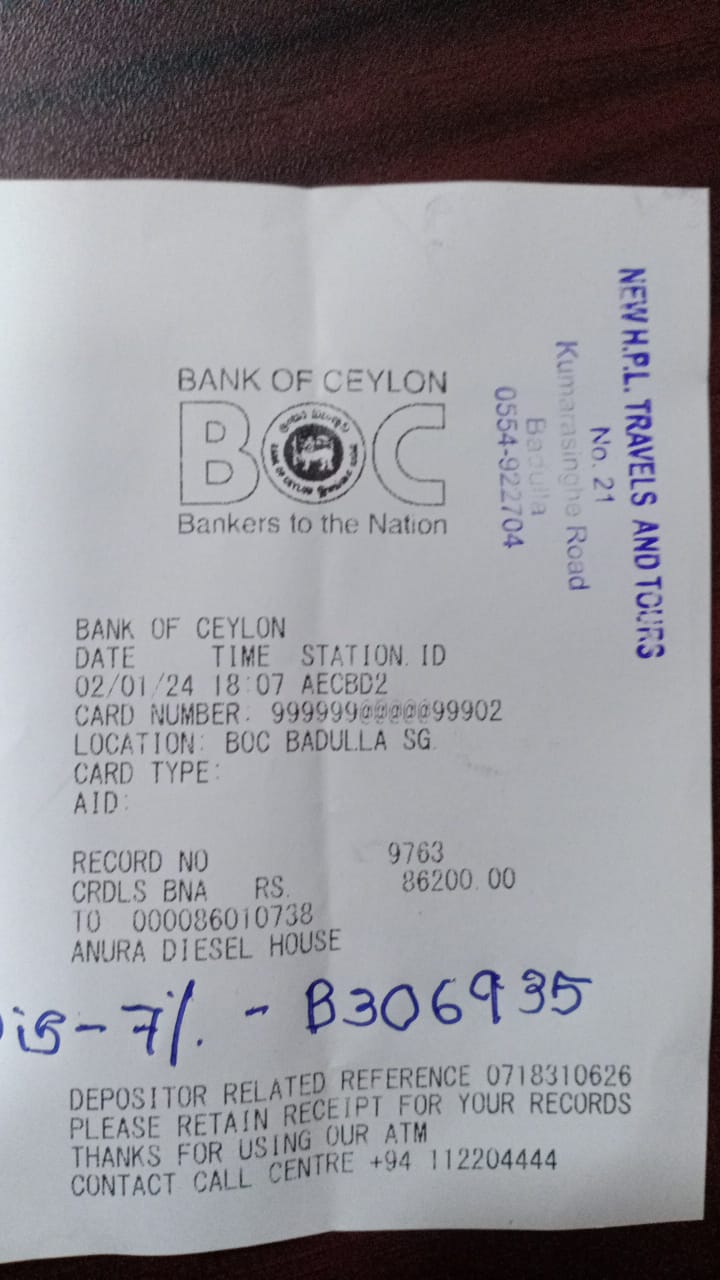 BANK OF CEYLON
BOC
Bankers to the Nation
NEW H.P.L. TRAVELS AND TOURS
No. 21
Kumarasinghe Road
Badulla
0554-922704
BANK OF CEYLON
DATE TIME STATION. ID
02/01/24 18:07 AECBD2
CARD NUMBER: 999999@@@@@99902
LOCATION: BOC BADULLA SG.
CARD TYPE:
AID:
RECORD NO 9763
CRDLS BNA RS. 86200.00
TO 000086010738
ANURA DIESEL HOUSE
Dis - 7%. - B306935
DEPOSITOR RELATED REFERENCE 0718310626
PLEASE RETAIN RECEIPT FOR YOUR RECORDS
THANKS FOR USING OUR ATM
CONTACT CALL CENTRE +94 112204444